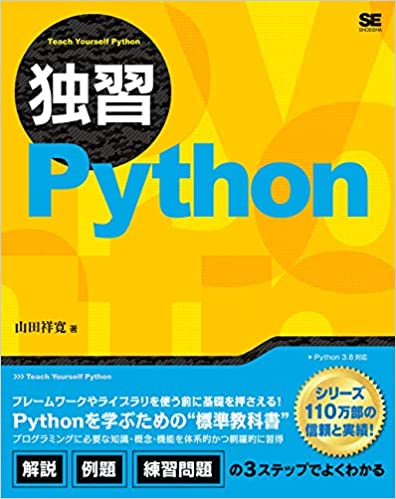 Teach Yourself Python
SE
SHOEISHA
独習
Python
山田祥寛 著
▶ Python 3.8 対応
>>> Teach Yourself Python
フレームワークやライブラリを使う前に基礎を押さえる!
Pythonを学ぶための“標準教科書”
プログラミングに必要な知識・概念・機能を体系的かつ網羅的に習得
シリーズ
110万部の
信頼と実績!
解説 例題 練習問題 の3ステップでよくわかる